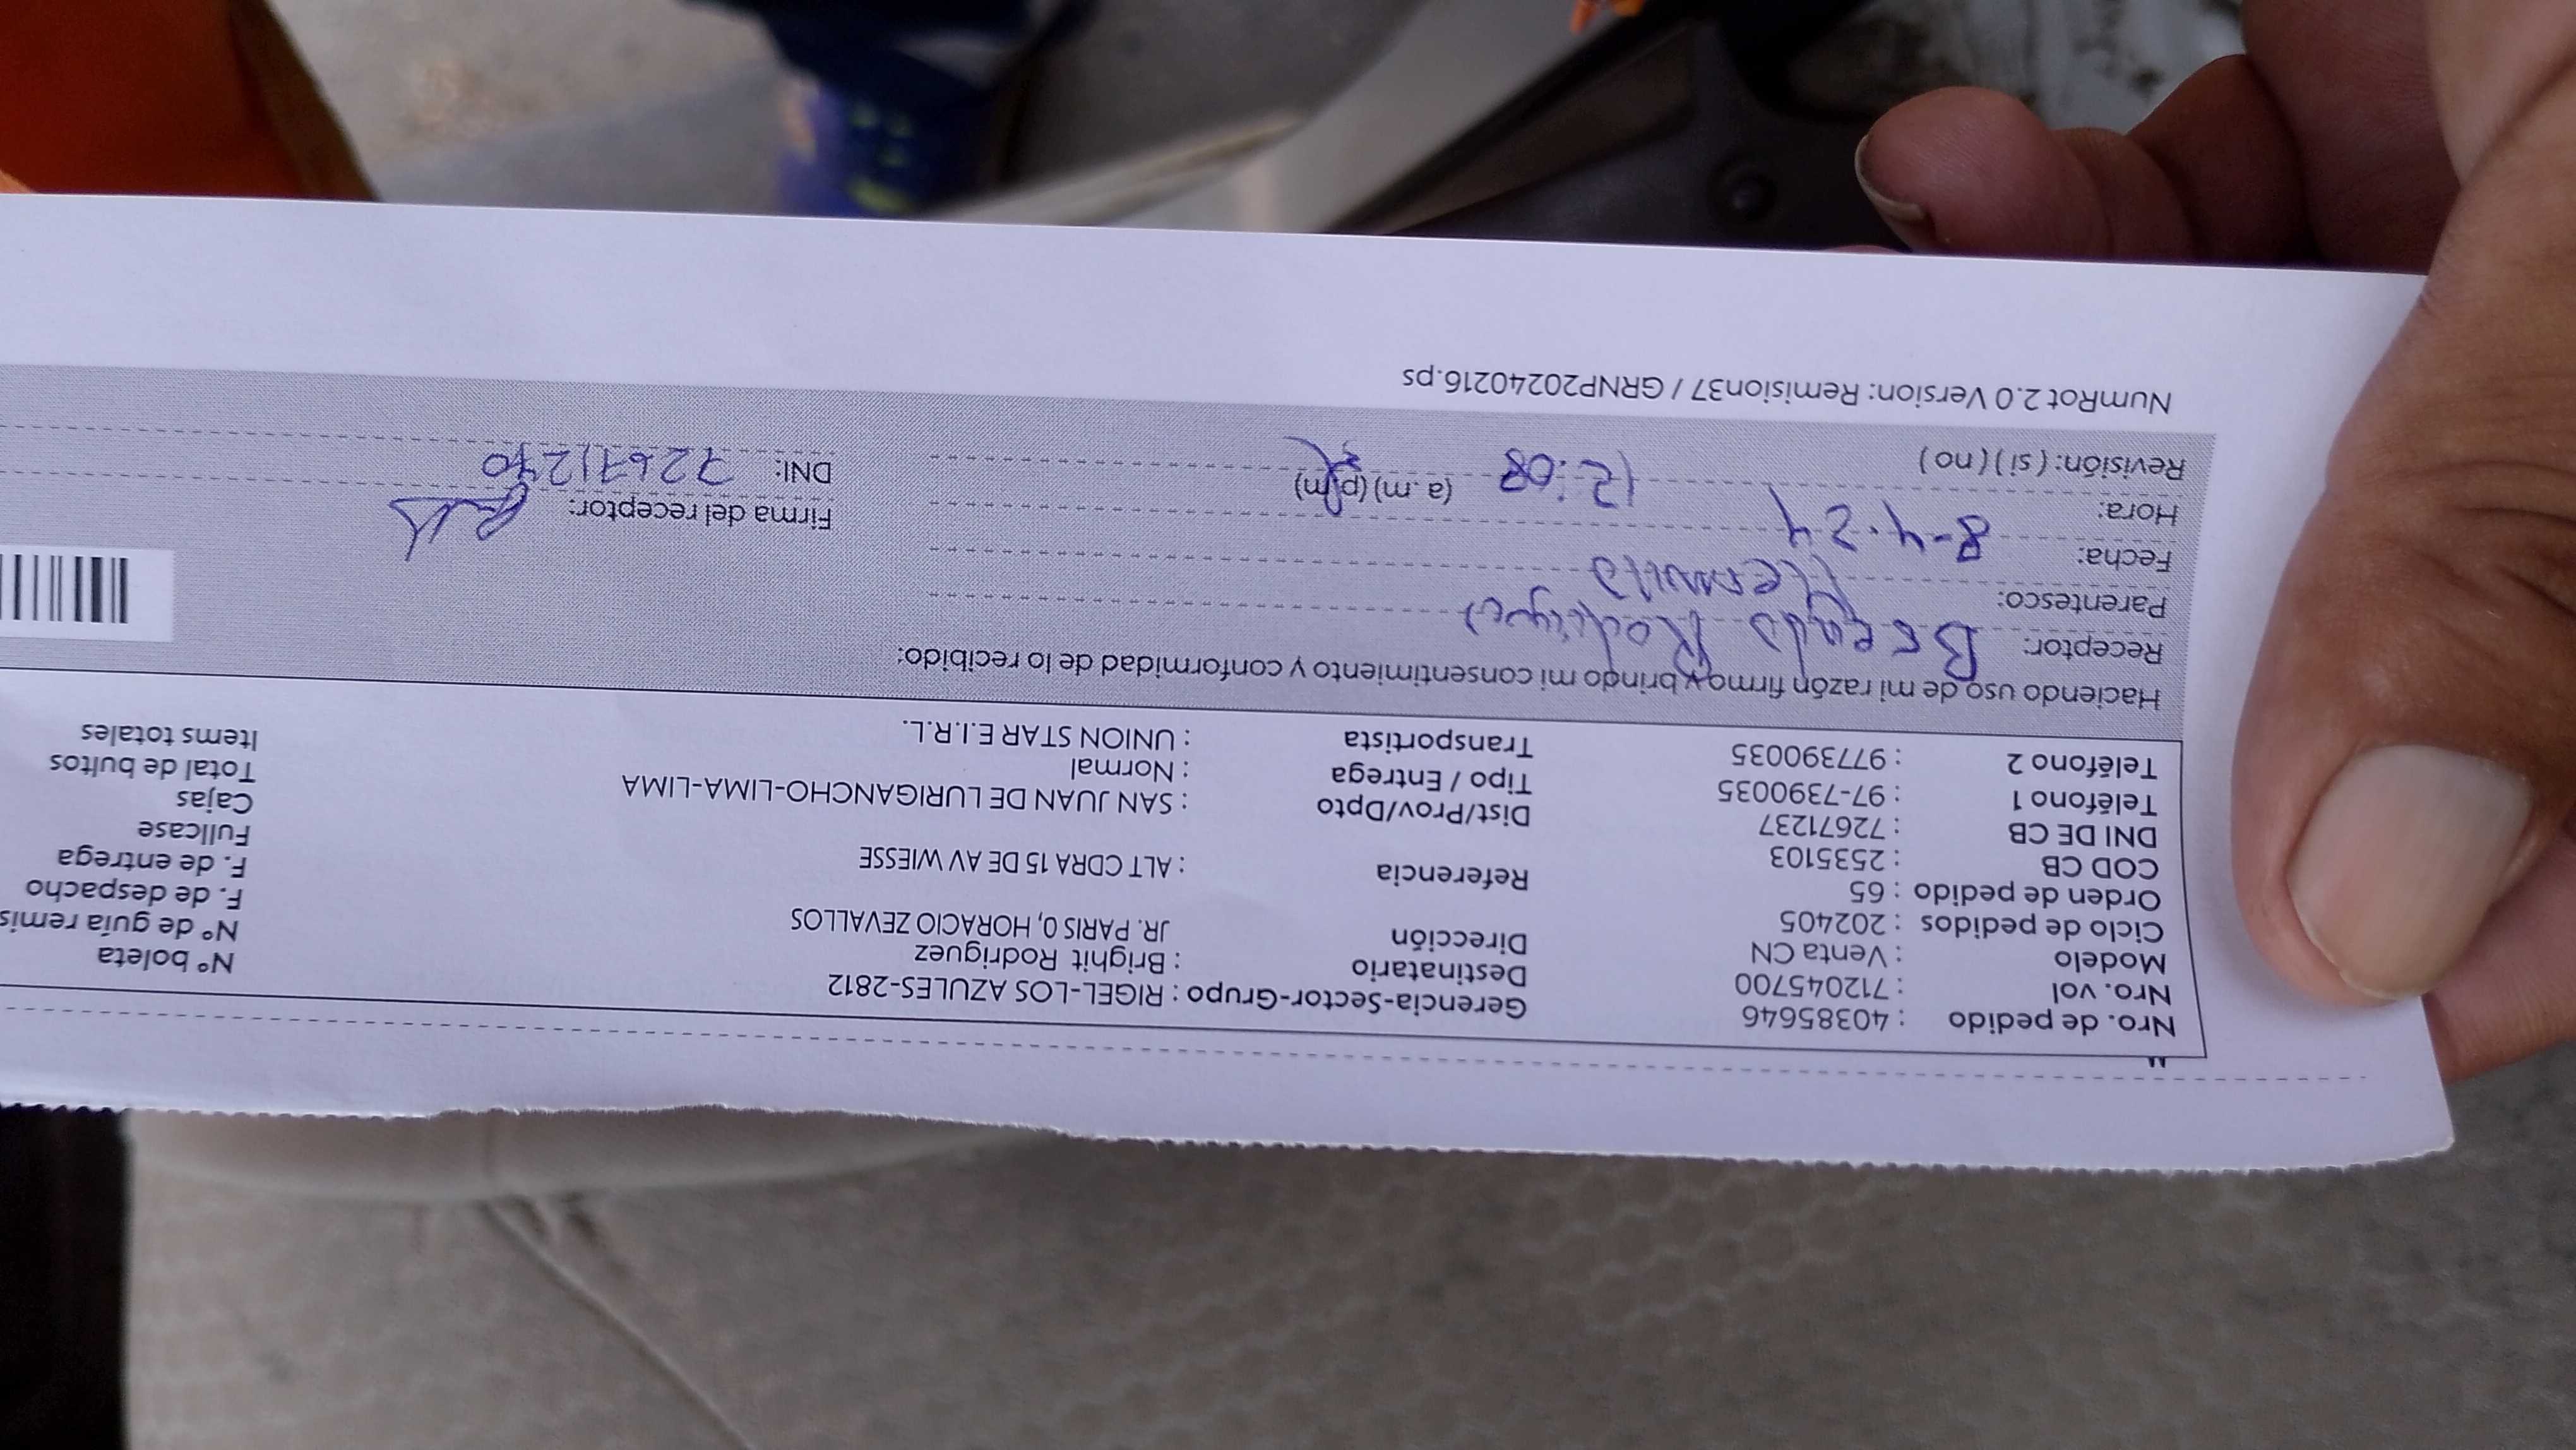 Nro. de pedido : 40385646 Gerencia-Sector-Grupo : RIGEL-LOS AZULES-2812 N° boleta
Nro. vol : 712045700 Destinatario : Brighit Rodriguez N° de guía remis
Modelo : Venta CN Dirección JR. PARIS 0, HORACIO ZEVALLOS F. de despacho
Ciclo de pedidos : 202405 F. de entrega
Orden de pedido : 65 Referencia : ALT CDRA 15 DE AV WIESSE Fullcase
COD CB : 2535103 Cajas
DNI DE CB : 72671237 Dist/Prov/Dpto : SAN JUAN DE LURIGANCHO-LIMA-LIMA Total de bultos
Teléfono 1 : 97-7390035 Tipo / Entrega : Normal Items totales
Teléfono 2 : 977390035 Transportista : UNION STAR E.I.R.L.
Haciendo uso de mi razón firmo y brindo mi consentimiento y conformidad de lo recibido:
Receptor: Rodriguez
Parentesco: Firma del receptor:
Fecha: 8-4-24
Hora: 12:08 (a.m) (p.m) DNI:
Revisión: (si) (no)
NumRot 2.0 Version: Remision37 / GRNP20240216.ps